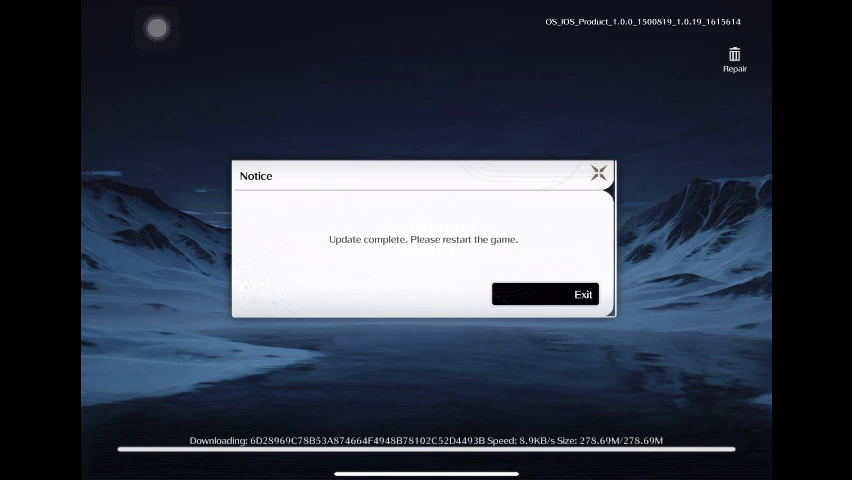 OS_IOS_Product_1.0.0_1500819_1.0.19_1615614
Repair
Notice
Update complete. Please restart the game.
Exit
Downloading: 6D28969C78B53A874664F4948B78102C52D4493B Speed: 8.9KB/s Size: 278.69M/278.69M